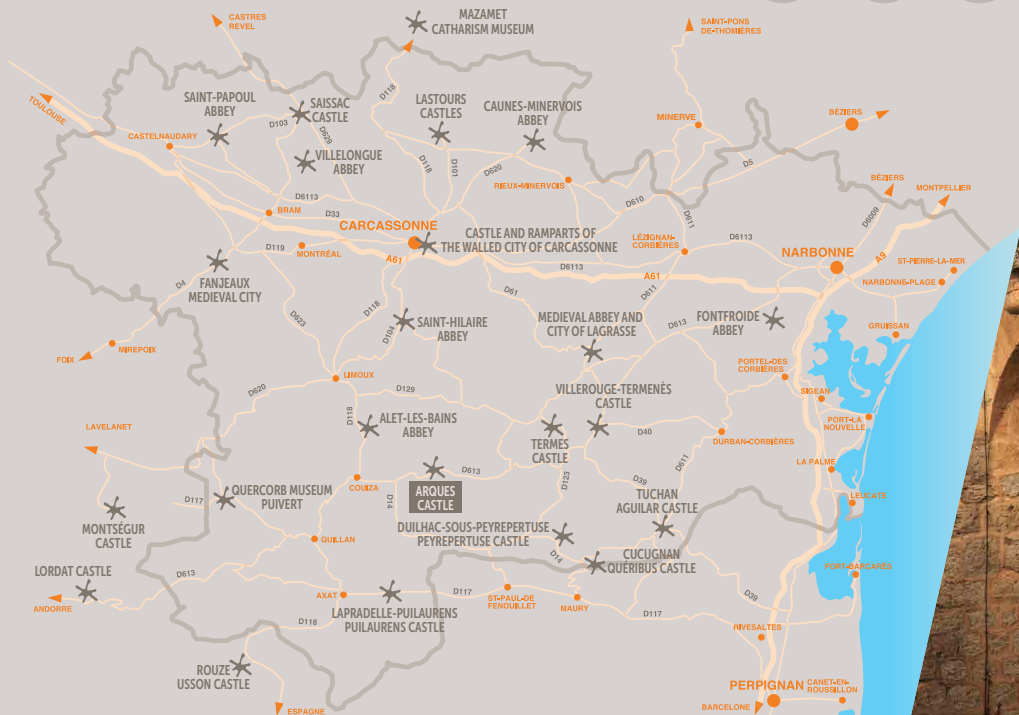 MAZAMET
CATHARISM MUSEUM
CASTRES
REVEL
SAINT-PONS
DE-THOMIÈRES
TOULOUSE
D118
SAINT-PAPOUL
ABBEY
SAISSAC
CASTLE
LASTOURS
CASTLES
CAUNES-MINERVOIS
ABBEY
MINERVE
BÉZIERS
D103
D629
CASTELNAUDARY
VILLELONGUE
ABBEY
D118
D101
D620
D5
RIEUX-MINERVOIS
BÉZIERS
MONTPELLIER
D6113
D610
D611
D6009
BRAM
D33
CARCASSONNE
CASTLE AND RAMPARTS OF
THE WALLED CITY OF CARCASSONNE
LÉZIGNAN-
CORBIÈRES
D6113
NARBONNE
D119
MONTRÉAL
A61
D6113
A61
A9
ST-PIERRE-LA-MER
NARBONNE-PLAGE
FANJEAUX
MEDIEVAL CITY
D4
D61
D611
D623
D118
D104
SAINT-HILAIRE
ABBEY
MEDIEVAL ABBEY AND
CITY OF LAGRASSE
D613
FONTFROIDE
ABBEY
GRUISSAN
FOIX
MIREPOIX
LIMOUX
PORTEL-DES
CORBIÈRES
D620
D129
VILLEROUGE-TERMENÈS
CASTLE
SIGEAN
LAVELANET
D118
ALET-LES-BAINS
ABBEY
TERMES
CASTLE
D40
DURBAN-CORBIÈRES
PORT-LA
NOUVELLE
LA PALME
D613
D611
COUIZA
D14
ARQUES
CASTLE
D123
D39
D117
QUERCORB MUSEUM
PUIVERT
TUCHAN
AGUILAR CASTLE
LEUCATE
MONTSÉGUR
CASTLE
DUILHAC-SOUS-PEYREPERTUSE
PEYREPERTUSE CASTLE
QUILLAN
D14
CUCUGNAN
QUÉRIBUS CASTLE
PORT-BARCARÈS
LORDAT CASTLE
D613
ANDORRE
AXAT
LAPRADELLE-PUILAURENS
PUILAURENS CASTLE
D117
ST-PAUL-DE
FENOUILLET
MAURY
D117
D39
D118
RIVESALTES
ROUZE
USSON CASTLE
PERPIGNAN
CANET-EN-
ROUSSILLON
ESPAGNE
BARCELONE